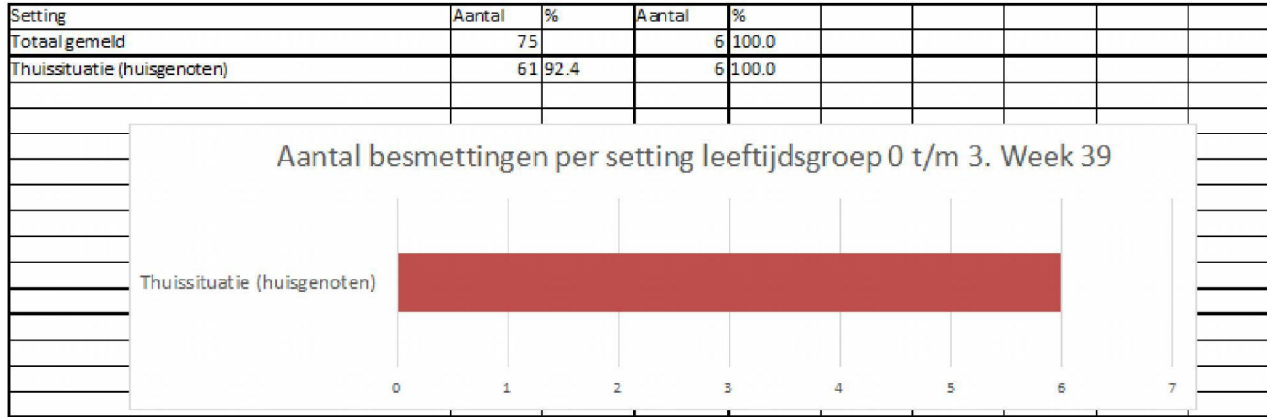 Setting Aantal % Aantal %
Totaal gemeld 75 6 100.0
Thuissituatie (huisgenoten) 61 92.4 6 100.0
Aantal besmettingen per setting leeftijdsgroep 0 t/m 3. Week 39
Thuissituatie (huisgenoten)
0 1 2 3 4 5 6 7